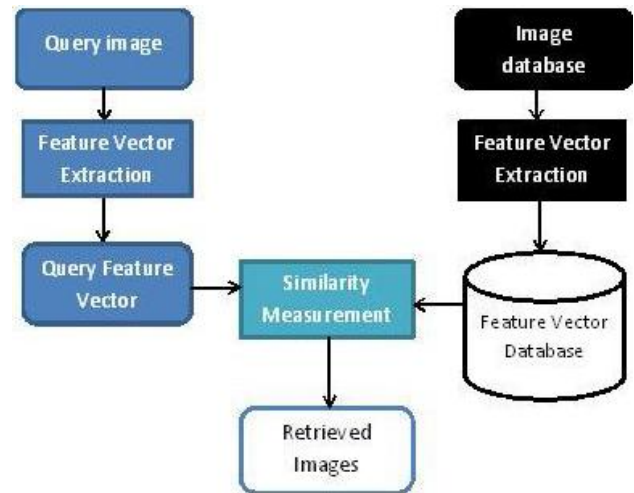 Query image
Feature Vector
Extraction
Query Feature
Vector
Image
database
Feature Vector
Extraction
Feature Vector
Database
Similarity
Measurement
Retrieved
Images